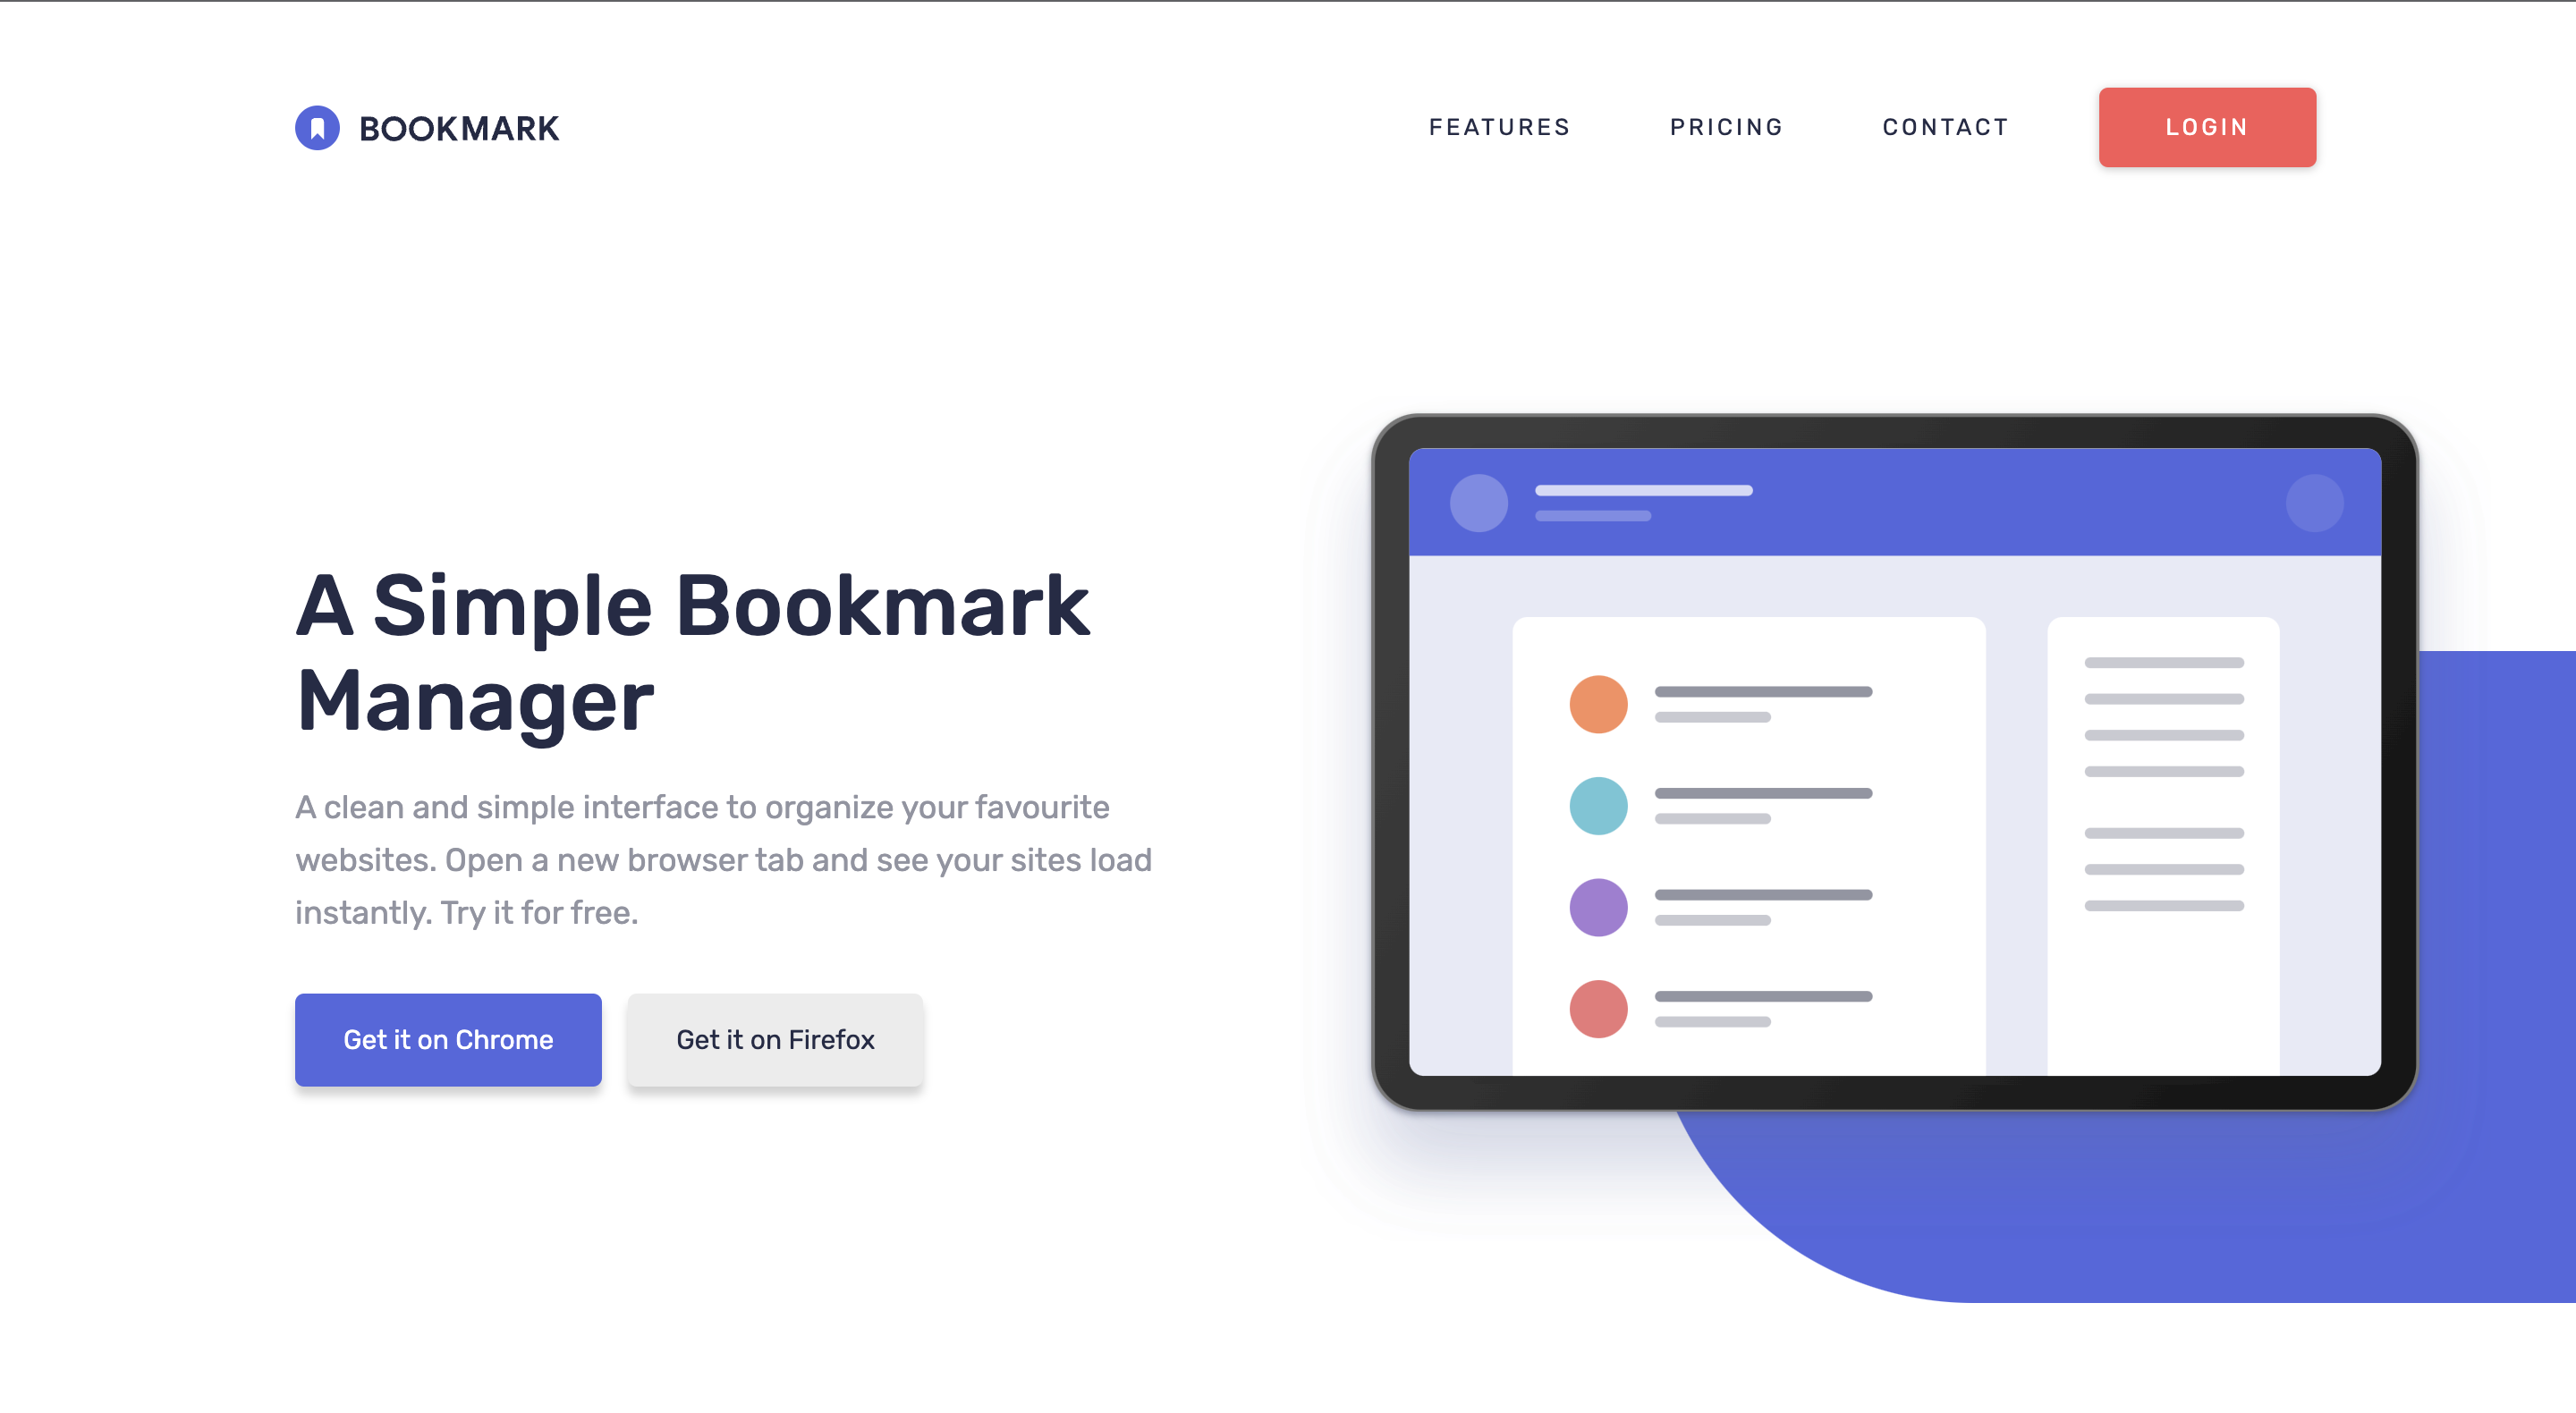 BOOKMARK
FEATURES
PRICING
CONTACT
LOGIN
A Simple Bookmark
Manager
A clean and simple interface to organize your favourite
websites. Open a new browser tab and see your sites load
instantly. Try it for free.
Get it on Chrome
Get it on Firefox